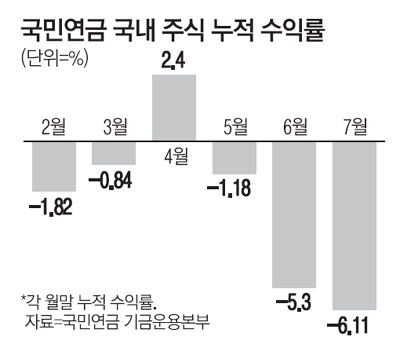 국민연금 국내 주식 누적 수익률
(단위=%)
2.4
2월
3월
4월
5월
6월
7월
-1.82
-0.84
-1.18
-5.3
-6.11
*각 월말 누적 수익률.
자료=국민연금 기금운용본부